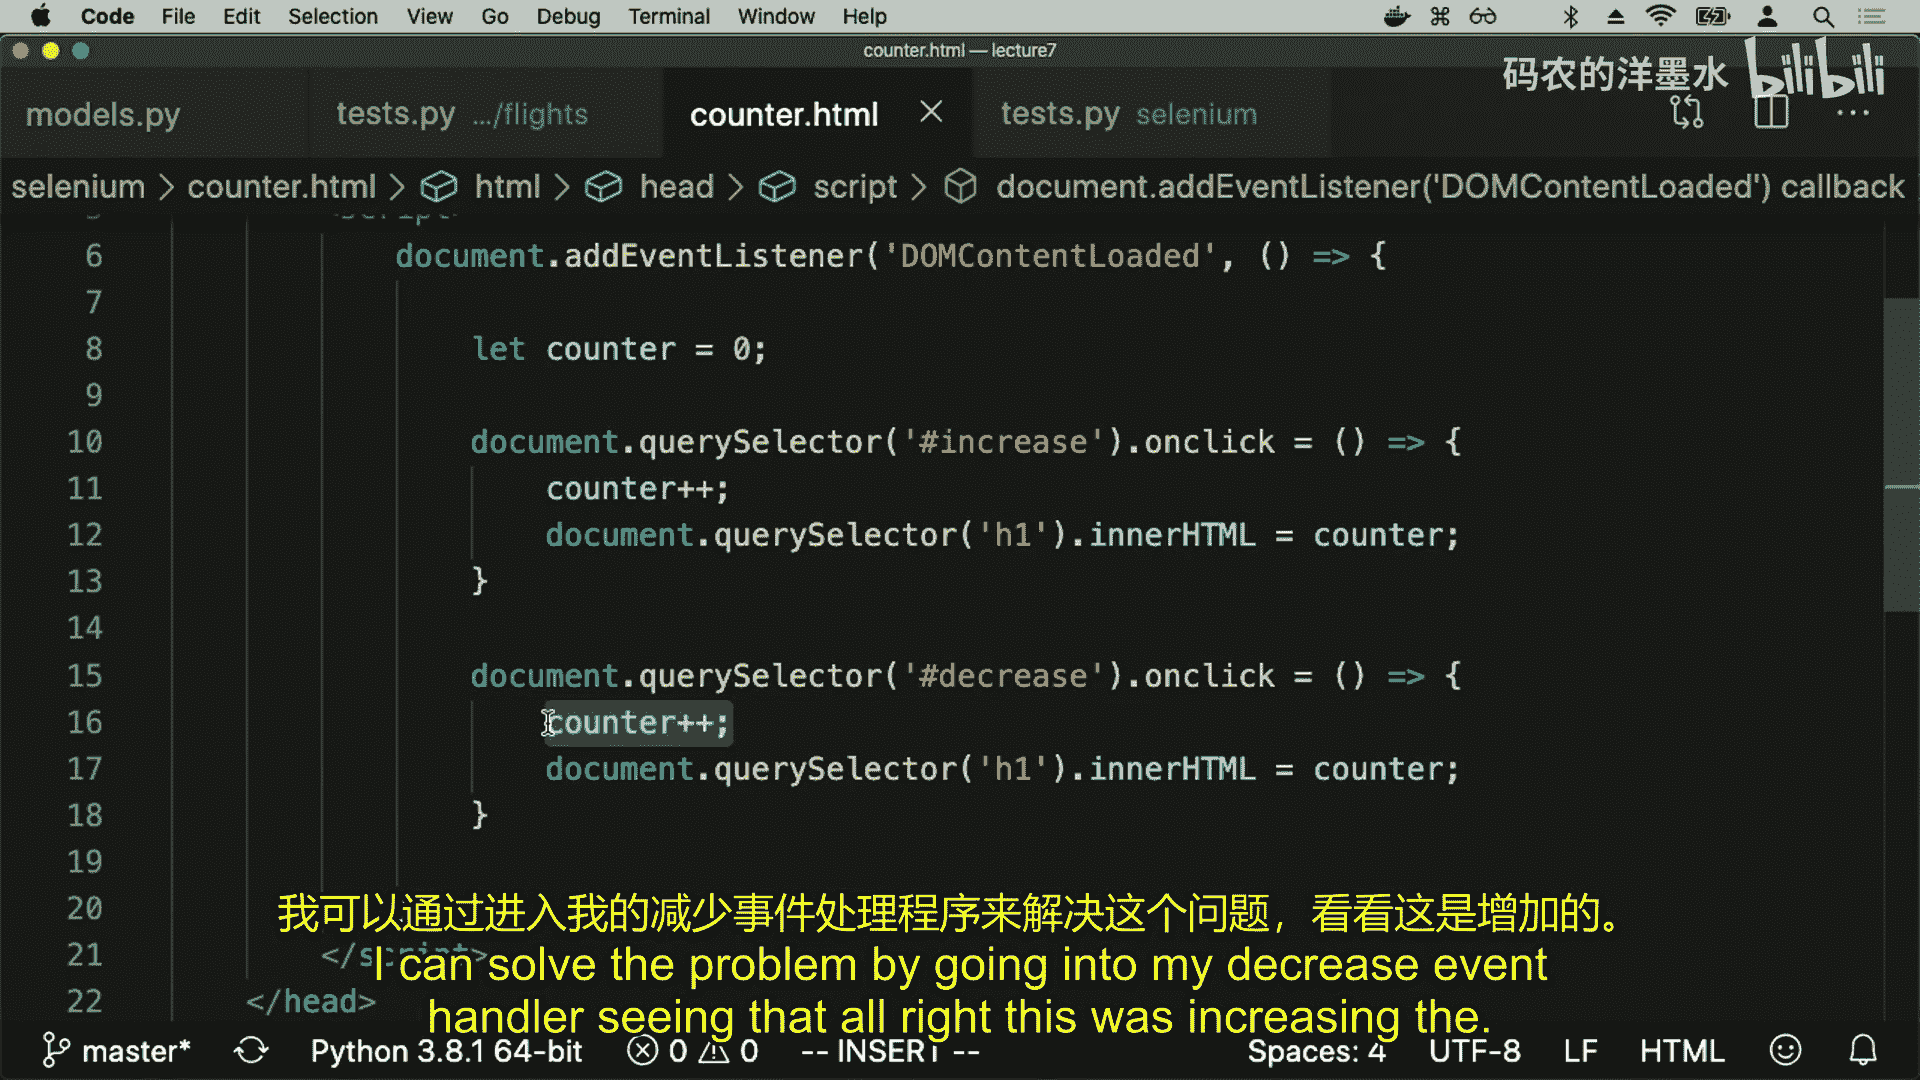 Code File Edit Selection View Go Debug Terminal Window Help
counter.html — lecture7
码农的洋墨水 bilibili
models.py tests.py .../flights counter.html tests.py selenium
selenium > counter.html > html > head > script > document.addEventListener('DOMContentLoaded') callback
6 document.addEventListener('DOMContentLoaded', () => {
7
8 let counter = 0;
9
10 document.querySelector('#increase').onclick = () => {
11 counter++;
12 document.querySelector('h1').innerHTML = counter;
13 }
14
15 document.querySelector('#decrease').onclick = () => {
16 counter++;
17 document.querySelector('h1').innerHTML = counter;
18 }
19
20
我可以通过进入我的减少事件处理程序来解决这个问题，看看这是增加的。
21 </script>
I can solve the problem by going into my decrease event
22 </head>
handler seeing that all right this was increasing the.
master* Python 3.8.1 64-bit 0 0 -- INSERT -- Spaces: 4 UTF-8 LF HTML